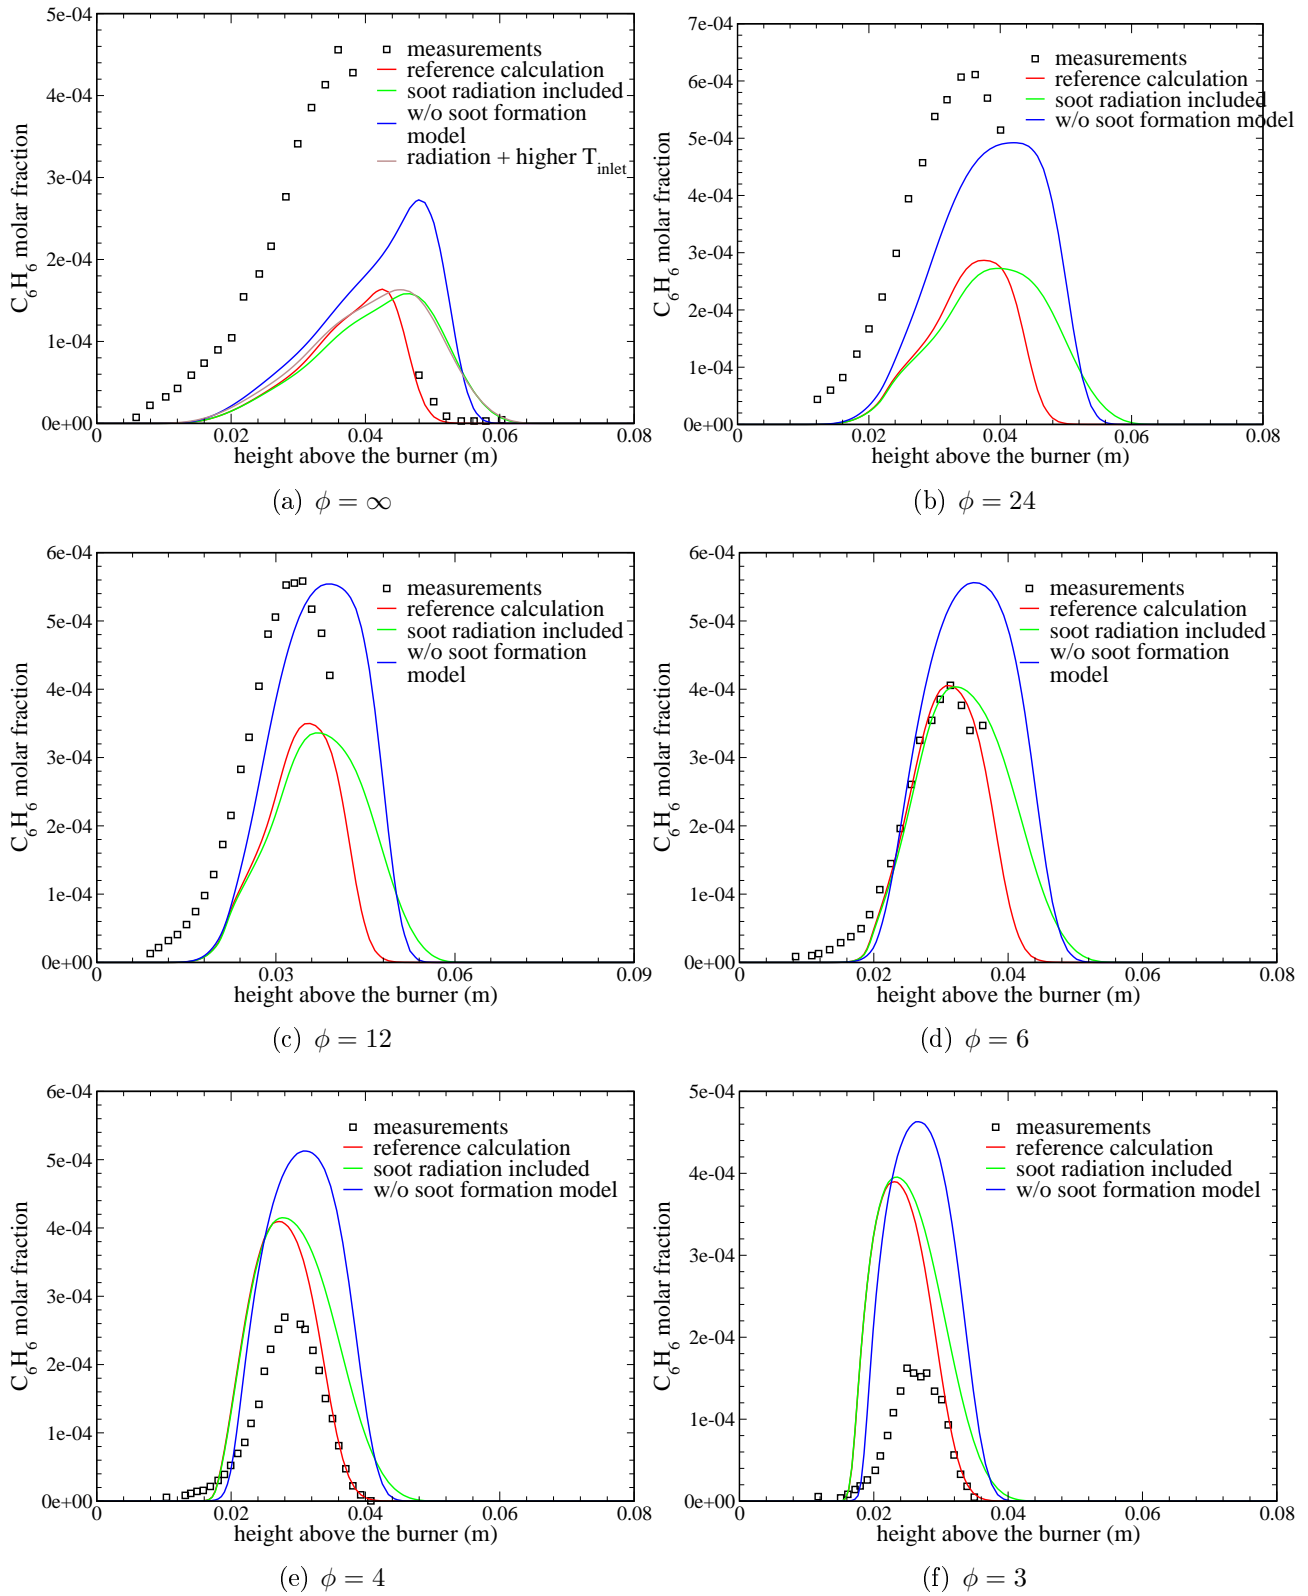 5e-04
4e-04
3e-04
2e-04
1e-04
0e+00
C6H6 molar fraction
measurements
reference calculation
soot radiation included
w/o soot formation
model
radiation + higher Tinlet
0 0.02 0.04 0.06 0.08
height above the burner (m)
(a) ϕ = ∞
7e-04
6e-04
5e-04
4e-04
3e-04
2e-04
1e-04
0e+00
C6H6 molar fraction
measurements
reference calculation
soot radiation included
w/o soot formation model
0 0.02 0.04 0.06 0.08
height above the burner (m)
(b) ϕ = 24
6e-04
5e-04
4e-04
3e-04
2e-04
1e-04
0e+00
C6H6 molar fraction
measurements
reference calculation
soot radiation included
w/o soot formation
model
0 0.03 0.06 0.09
height above the burner (m)
(c) ϕ = 12
6e-04
5e-04
4e-04
3e-04
2e-04
1e-04
0e+00
C6H6 molar fraction
measurements
reference calculation
soot radiation included
w/o soot formation
model
0 0.02 0.04 0.06 0.08
height above the burner (m)
(d) ϕ = 6
6e-04
5e-04
4e-04
3e-04
2e-04
1e-04
0e+00
C6H6 molar fraction
measurements
reference calculation
soot radiation included
w/o soot formation model
0 0.02 0.04 0.06 0.08
height above the burner (m)
(e) ϕ = 4
5e-04
4e-04
3e-04
2e-04
1e-04
0e+00
C6H6 molar fraction
measurements
reference calculation
soot radiation included
w/o soot formation model
0 0.02 0.04 0.06 0.08
height above the burner (m)
(f) ϕ = 3